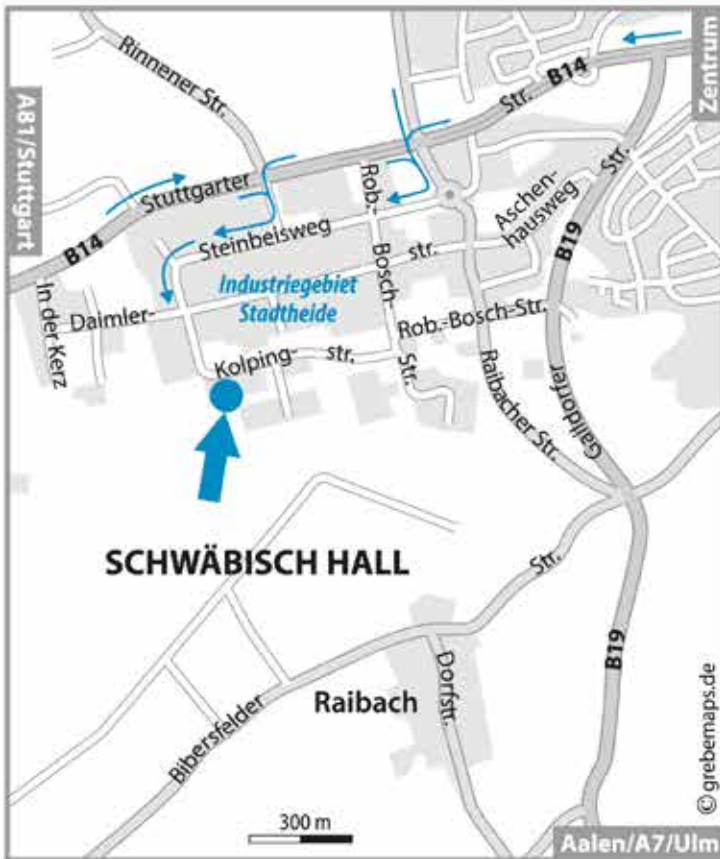 Rinnener Str.
A81/Stuttgart
Zentrum
B14
Str.
Stuttgarter
B14
Rob.-
Bosch-
Str.
Steinbeisweg
Aschen-
hausweg
Str.
B19
Gaildorfer
Industriegebiet
Stadtheide
In der Kerz
Daimler-
str.
Rob.-Bosch-Str.
Kolping-
str.
Raibacher Str.
SCHWÄBISCH HALL
Str.
Bibersfelder
Raibach
Dorfstr.
B19
300 m
© grebemaps.de
Aalen/A7/Ulm